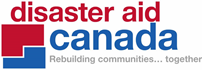 disaster aid
canada
Rebuilding communities... together